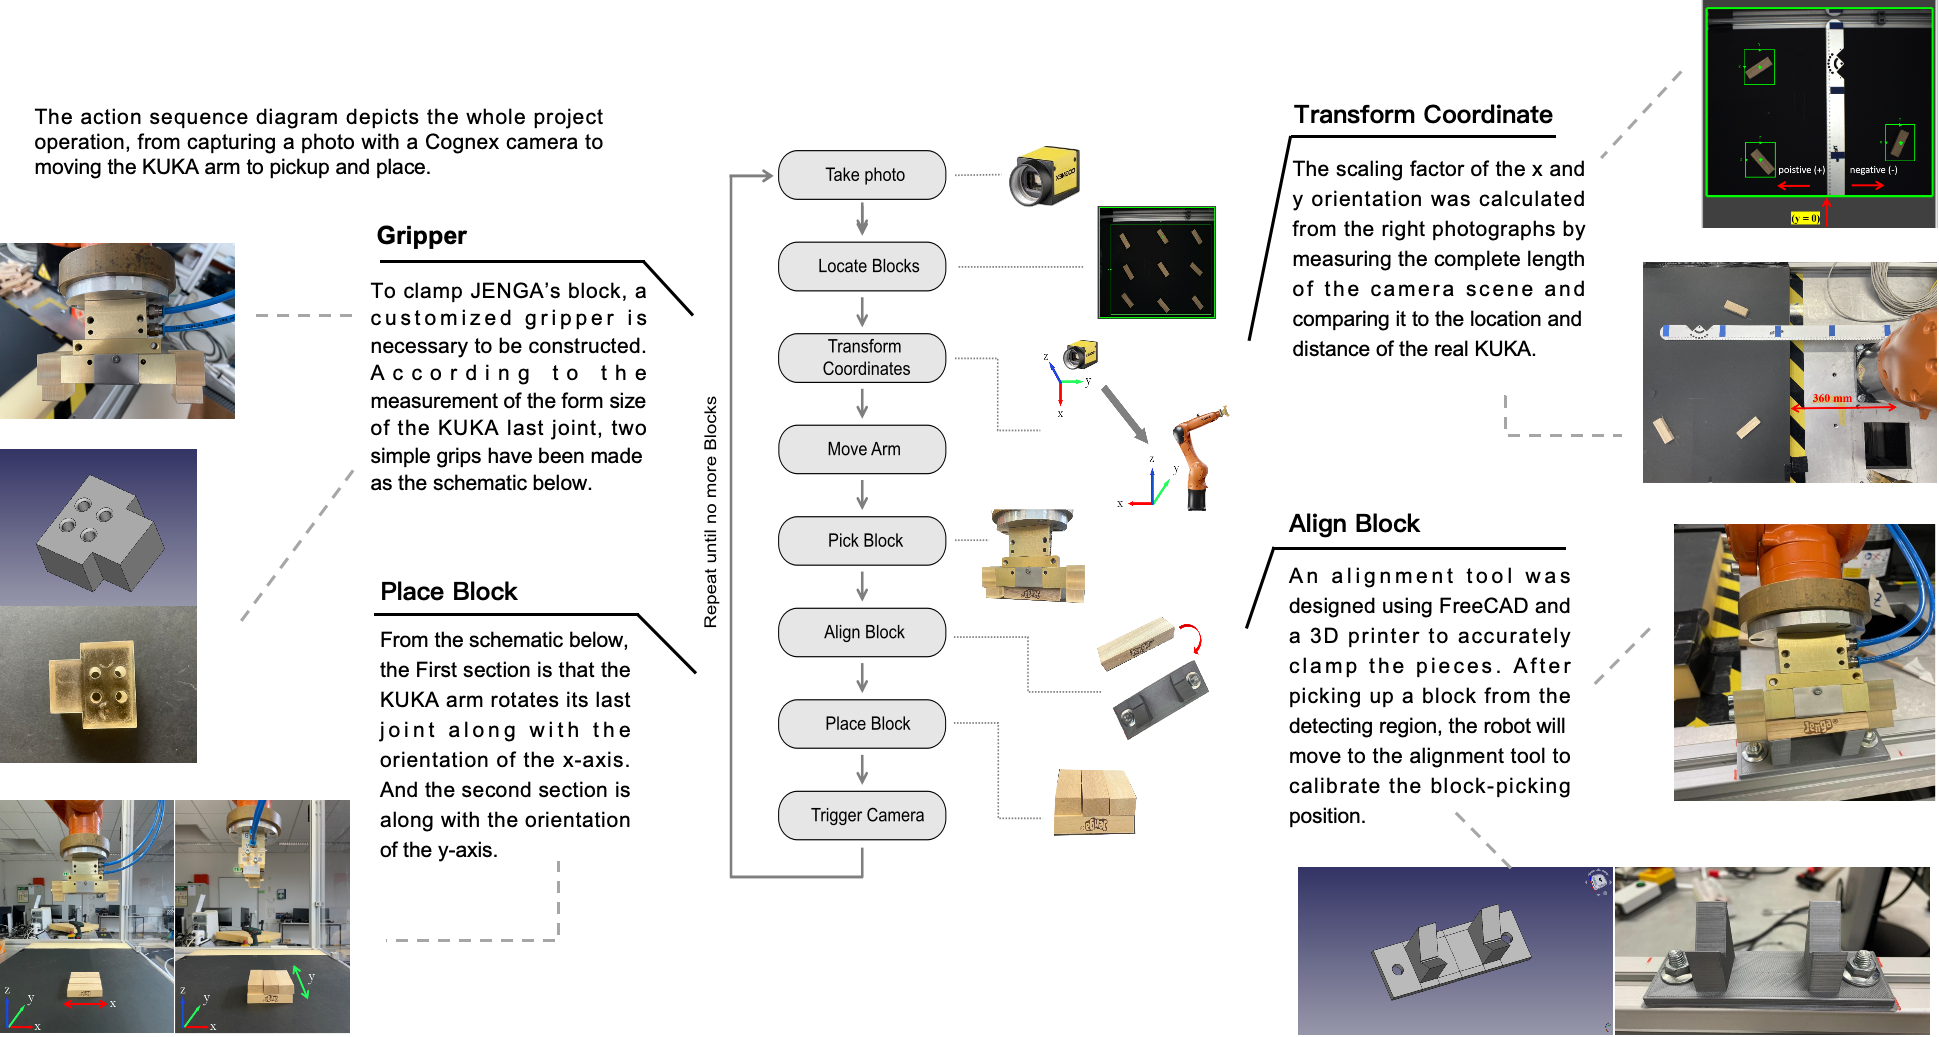 The action sequence diagram depicts the whole project
operation, from capturing a photo with a Cognex camera to
moving the KUKA arm to pickup and place.
Gripper
To clamp JENGA's block, a
customized gripper is
necessary to be constructed.
According to the
measurement of the form size
of the KUKA last joint, two
simple grips have been made
as the schematic below.
Place Block
From the schematic below,
the First section is that the
KUKA arm rotates its last
joint along with the
orientation of the x-axis.
And the second section is
along with the orientation
of the y-axis.
z
y
x
x
z
y
x
y
Repeat until no more Blocks
Take photo
Locate Blocks
Transform
Coordinates
Move Arm
Pick Block
Align Block
Place Block
Trigger Camera
COGNEX
z
y
x
z
y
x
Jenga
Transform Coordinate
The scaling factor of the x and
y orientation was calculated
from the right photographs by
measuring the complete length
of the camera scene and
comparing it to the location and
distance of the real KUKA.
poistive (+)
negative (-)
(y = 0)
360 mm
Align Block
An alignment tool was
designed using FreeCAD and
a 3D printer to accurately
clamp the pieces. After
picking up a block from the
detecting region, the robot will
move to the alignment tool to
calibrate the block-picking
position.
Jenga